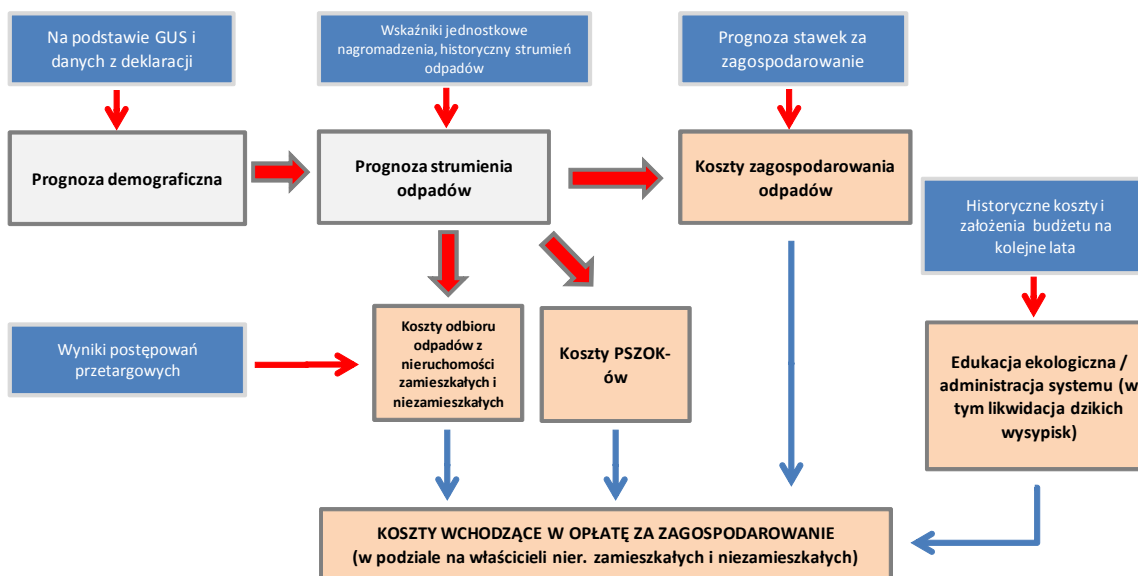 Na podstawie GUS i
danych z deklaracji
Wskaźniki jednostkowe
nagromadzenia, historyczny strumień
odpadów
Prognoza stawek za
zagospodarowanie
Prognoza demograficzna
Prognoza strumienia
odpadów
Koszty zagospodarowania
odpadów
Historyczne koszty i
założenia budżetu na
kolejne lata
Wyniki postępowań
przetargowych
Koszty odbioru
odpadów z
nieruchomości
zamieszkałych i
niezamieszkałych
Koszty PSZOK-
ów
Edukacja ekologiczna /
administracja systemu (w
tym likwidacja dzikich
wysypisk)
KOSZTY WCHODZĄCE W OPŁATĘ ZA ZAGOSPODAROWANIE
(w podziale na właścicieli nier. zamieszkałych i niezamieszkałych)